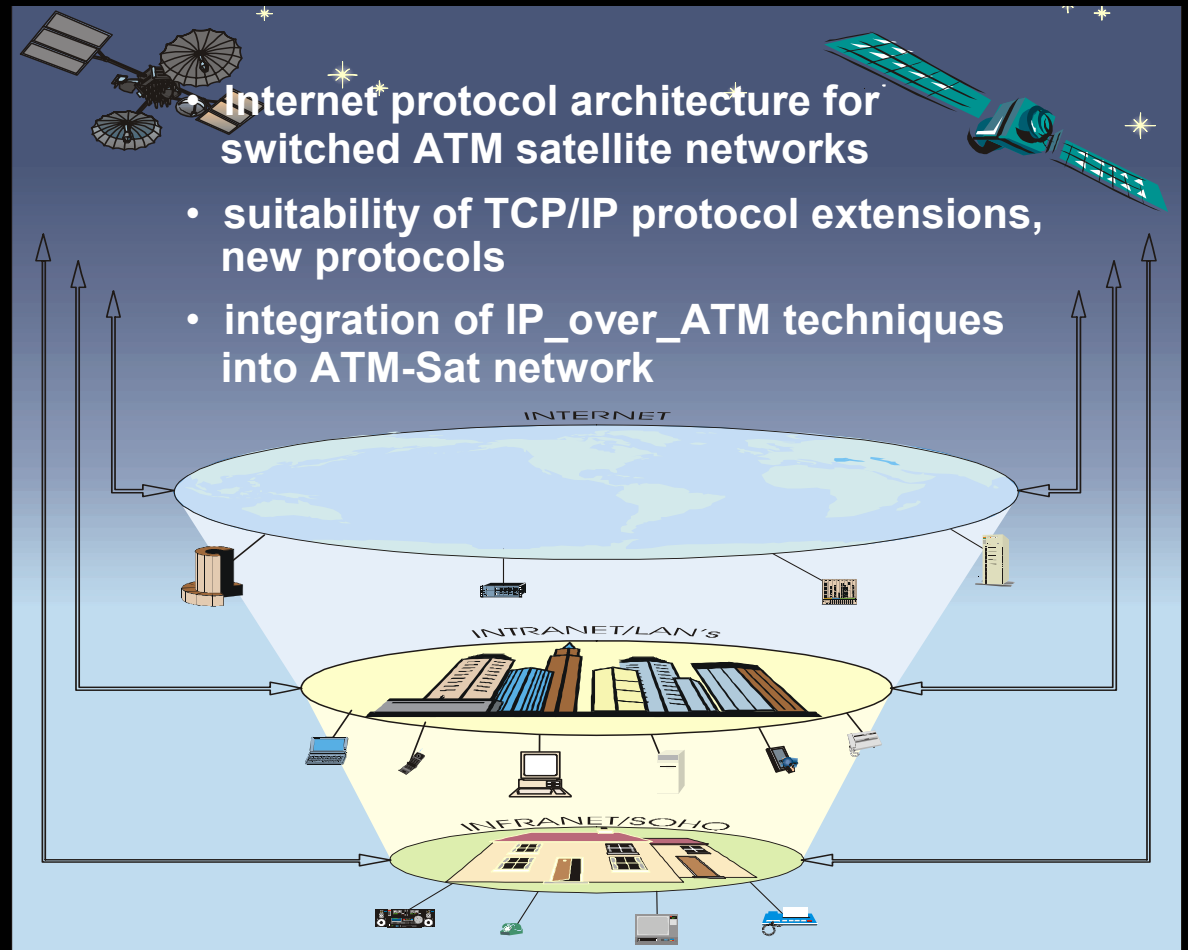 • Internet protocol architecture for
switched ATM satellite networks
• suitability of TCP/IP protocol extensions,
new protocols
• integration of IP_over_ATM techniques
into ATM-Sat network
INTERNET
INTRANET/LAN's
INFRANET/SOHO